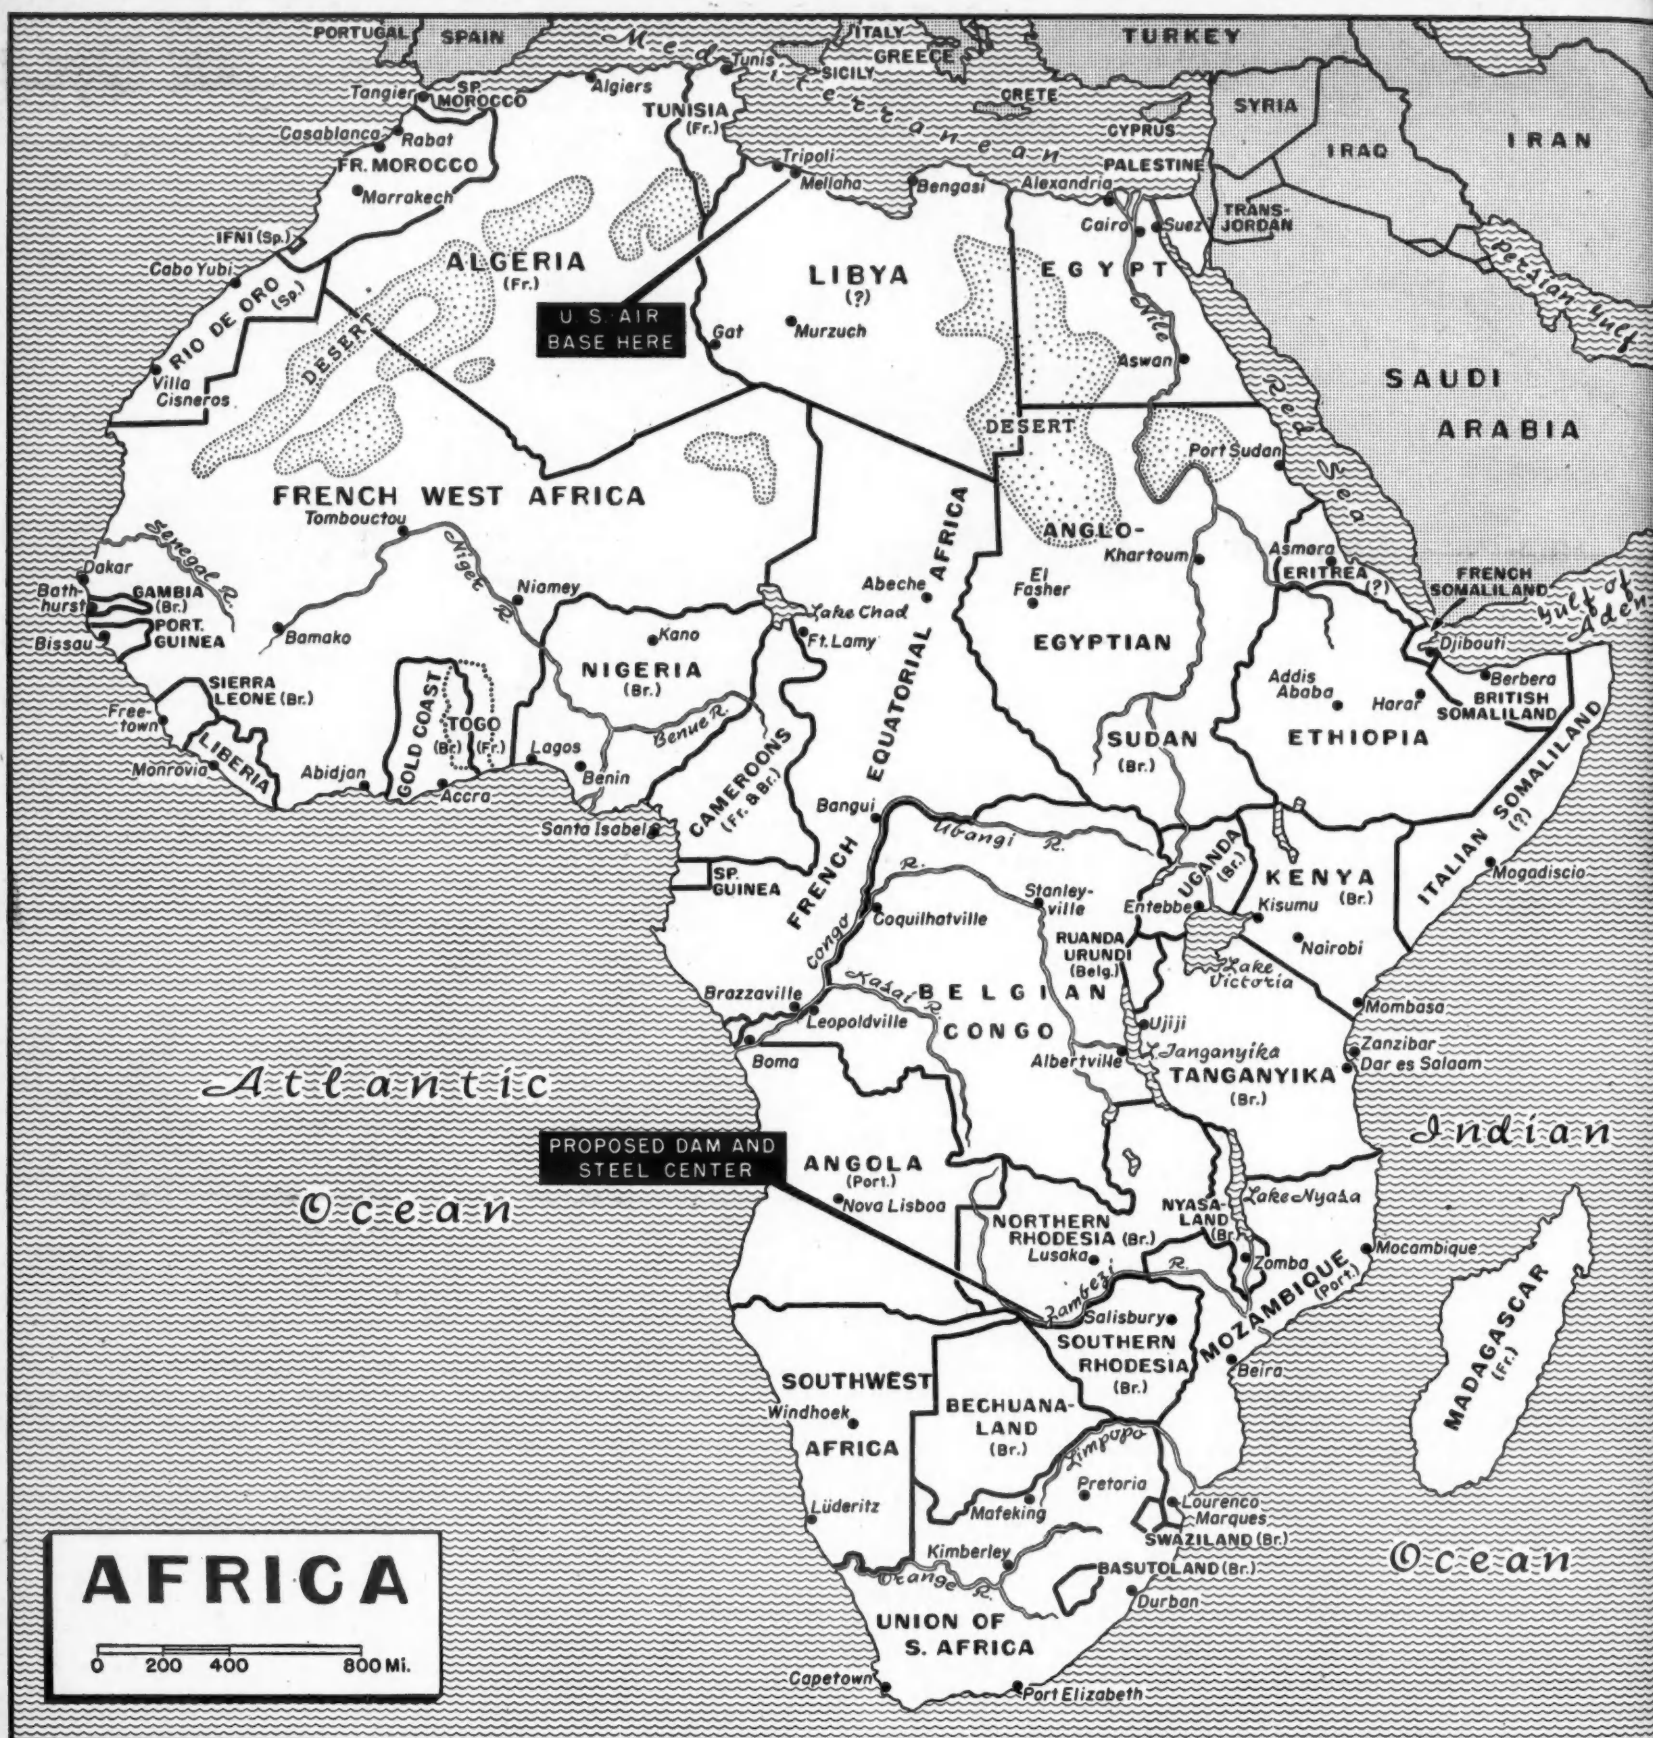 PORTUGAL
SPAIN
Mediterranean
ITALY
GREECE
SICILY
TURKEY
CRETE
CYPRUS
SYRIA
IRAQ
IRAN
PALESTINE
TRANS-
JORDAN
Persian Gulf
SAUDI
ARABIA
Red Sea
Gulf of
Aden
Tangier
SP.
MOROCCO
Algiers
Tunis
TUNISIA
(Fr.)
Casablanca
Rabat
FR. MOROCCO
Marrakech
IFNI (Sp.)
Cabo Yubi
RIO DE ORO
(Sp.)
Villa
Cisneros
DESERT
ALGERIA
(Fr.)
U. S. AIR
BASE HERE
Tripoli
Mellaha
Bengasi
LIBYA
(?)
Murzuch
Gat
Alexandria
Cairo
Suez
EGYPT
Nile
Aswan
DESERT
Port Sudan
FRENCH WEST AFRICA
Tombouctou
Senegal R.
Niger R.
Niamey
Dakar
Bath-
hurst
GAMBIA
(Br.)
PORT.
GUINEA
Bissau
Bamako
SIERRA
LEONE (Br.)
Free-
town
LIBERIA
Monrovia
Abidjan
GOLD COAST
TOGO
(Br.) (Fr.)
Accra
Lagos
Benin
Kano
NIGERIA
(Br.)
Benue R.
Santa Isabel
CAMEROONS
(Fr. & Br.)
Lake Chad
Ft. Lamy
Abeche
FRENCH EQUATORIAL AFRICA
Bangui
SP.
GUINEA
ANGLO-
EGYPTIAN
SUDAN
(Br.)
Khartoum
El
Fasher
Asmara
ERITREA (?)
FRENCH
SOMALILAND
Djibouti
Berbera
BRITISH
SOMALILAND
Addis
Ababa
Harar
ETHIOPIA
ITALIAN SOMALILAND
(?)
Mogadiscio
Ubangi R.
Congo R.
Coquilhatville
Stanley-
ville
UGANDA
(Br.)
Entebbe
KENYA
(Br.)
Kisumu
Nairobi
Lake
Victoria
RUANDA
URUNDI
(Belg.)
BELGIAN
CONGO
Kasai R.
Brazzaville
Leopoldville
Boma
Ujiji
Albertville
L. Tanganyika
TANGANYIKA
(Br.)
Mombasa
Zanzibar
Dar es Salaam
Atlantic
Ocean
Indian
Ocean
PROPOSED DAM AND
STEEL CENTER
ANGOLA
(Port.)
Nova Lisboa
NORTHERN
RHODESIA (Br.)
Lusaka
NYASA-
LAND
(Br.)
Lake Nyasa
Zomba
Mocambique
MOZAMBIQUE
(Port.)
Zambezi R.
Salisbury
SOUTHERN
RHODESIA
(Br.)
Beira
MADAGASCAR
(Fr.)
SOUTHWEST
AFRICA
Windhoek
Lüderitz
BECHUANA-
LAND
(Br.)
Limpopo
Mafeking
Pretoria
Lourenco
Marques
SWAZILAND (Br.)
Kimberley
BASUTOLAND (Br.)
Orange R.
Durban
UNION OF
S. AFRICA
Capetown
Port Elizabeth
AFRICA
0 200 400 800 Mi.